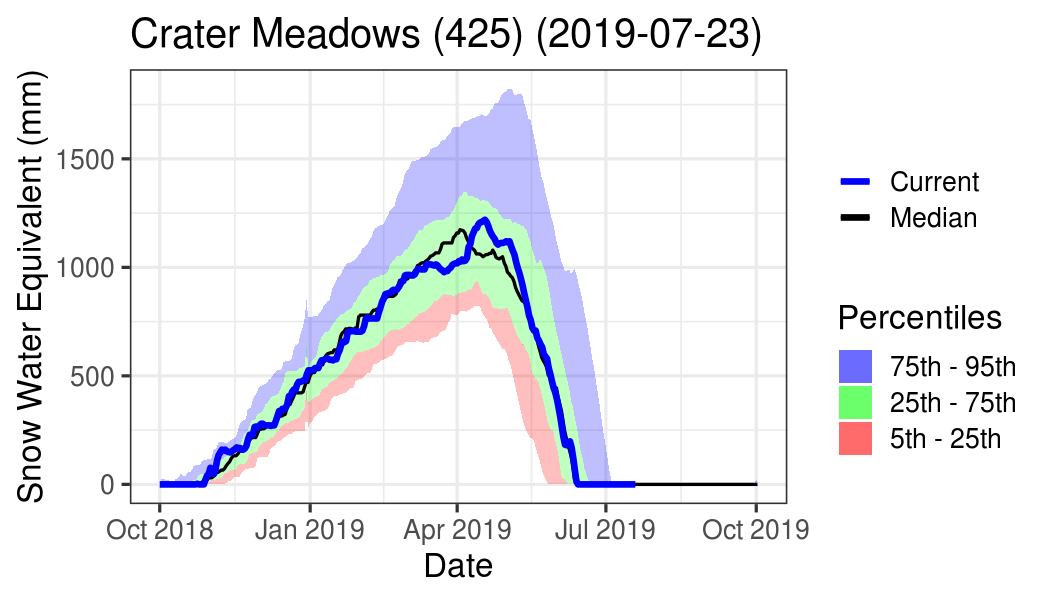 Crater Meadows (425) (2019-07-23)
Snow Water Equivalent (mm)
1500
1000
500
0
Oct 2018
Jan 2019
Apr 2019
Jul 2019
Oct 2019
Date
Current
Median
Percentiles
75th - 95th
25th - 75th
5th - 25th